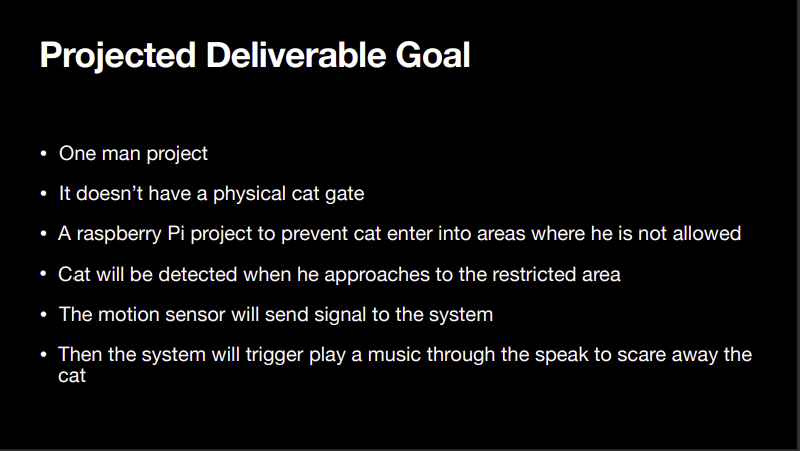 Projected Deliverable Goal
• One man project
• It doesn’t have a physical cat gate
• A raspberry Pi project to prevent cat enter into areas where he is not allowed
• Cat will be detected when he approaches to the restricted area
• The motion sensor will send signal to the system
• Then the system will trigger play a music through the speak to scare away the
cat